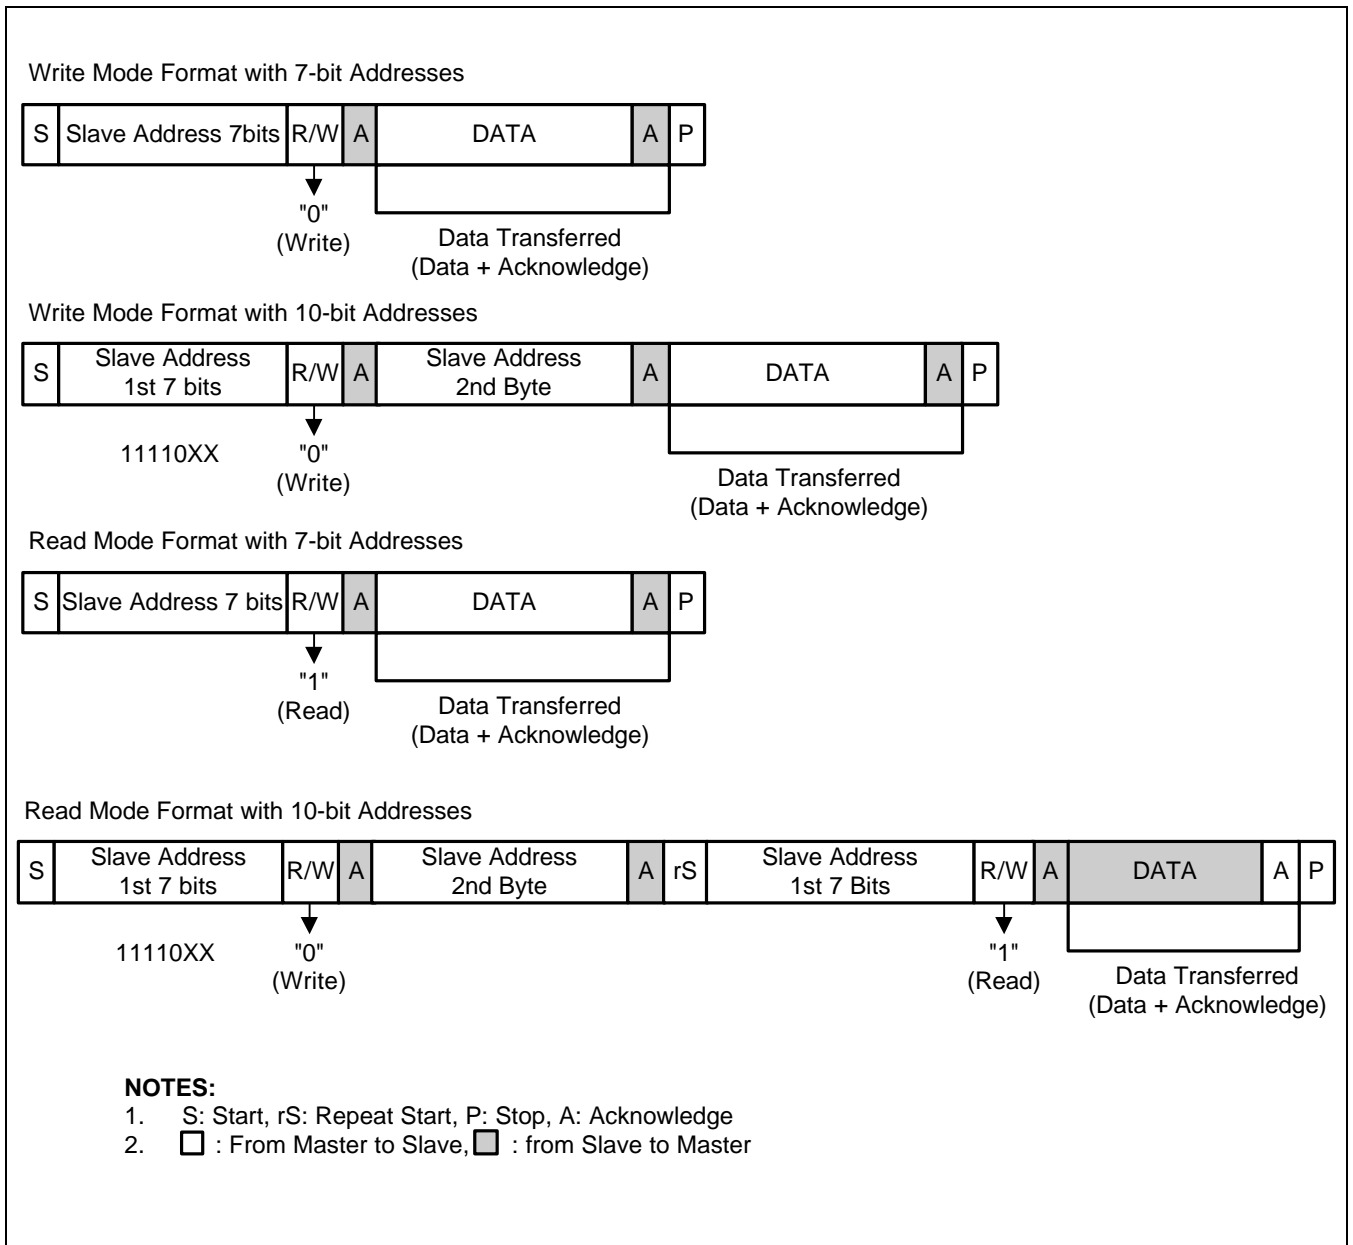 Write Mode Format with 7-bit Addresses
S Slave Address 7bits R/W A DATA A P
"0"
(Write)
Data Transferred
(Data + Acknowledge)
Write Mode Format with 10-bit Addresses
S Slave Address 1st 7 bits R/W A Slave Address 2nd Byte A DATA A P
11110XX
"0"
(Write)
Data Transferred
(Data + Acknowledge)
Read Mode Format with 7-bit Addresses
S Slave Address 7 bits R/W A DATA A P
"1"
(Read)
Data Transferred
(Data + Acknowledge)
Read Mode Format with 10-bit Addresses
S Slave Address 1st 7 bits R/W A Slave Address 2nd Byte A rS Slave Address 1st 7 Bits R/W A DATA A P
11110XX
"0"
(Write)
"1"
(Read)
Data Transferred
(Data + Acknowledge)
NOTES:
1. S: Start, rS: Repeat Start, P: Stop, A: Acknowledge
2. : From Master to Slave, : from Slave to Master